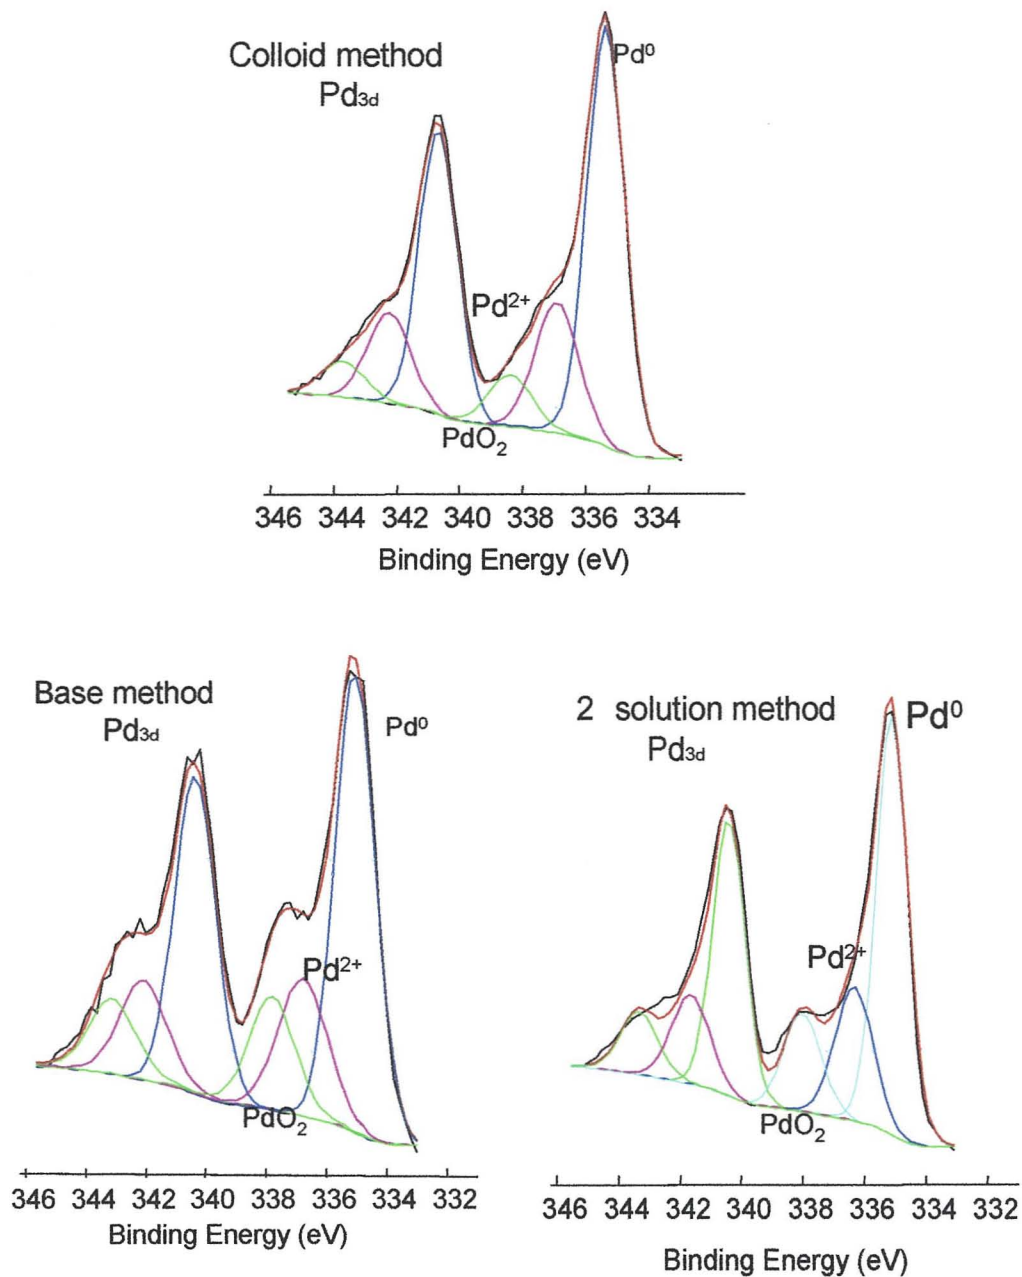 Colloid method
Pd3d
Pd⁰
Pd²⁺
PdO₂
346 344 342 340 338 336 334
Binding Energy (eV)
Base method
Pd3d
Pd⁰
Pd²⁺
PdO₂
346 344 342 340 338 336 334 332
Binding Energy (eV)
2 solution method
Pd3d
Pd⁰
Pd²⁺
PdO₂
346 344 342 340 338 336 334 332
Binding Energy (eV)